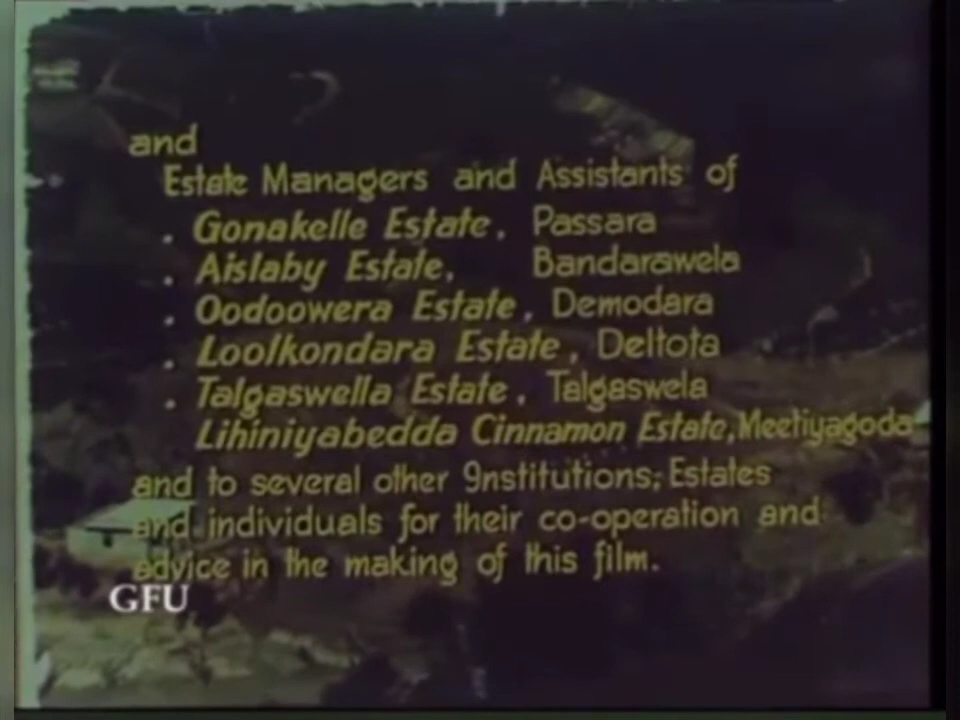 and
Estate Managers and Assistants of
. Gonakelle Estate, Passara
. Aislaby Estate, Bandarawela
. Oodoowera Estate, Demodara
. Loolkondara Estate, Deltota
. Talgaswella Estate, Talgaswela
Lihiniyabedda Cinnamon Estate, Meetiyagoda
and to several other Institutions, Estates
and individuals for their co-operation and
advice in the making of this film.
GFU